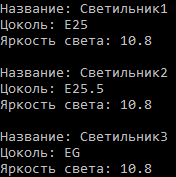 Название: Светильник1
Цоколь: E25
Яркость света: 10.8
Название: Светильник2
Цоколь: E25.5
Яркость света: 10.8
Название: Светильник3
Цоколь: EG
Яркость света: 10.8